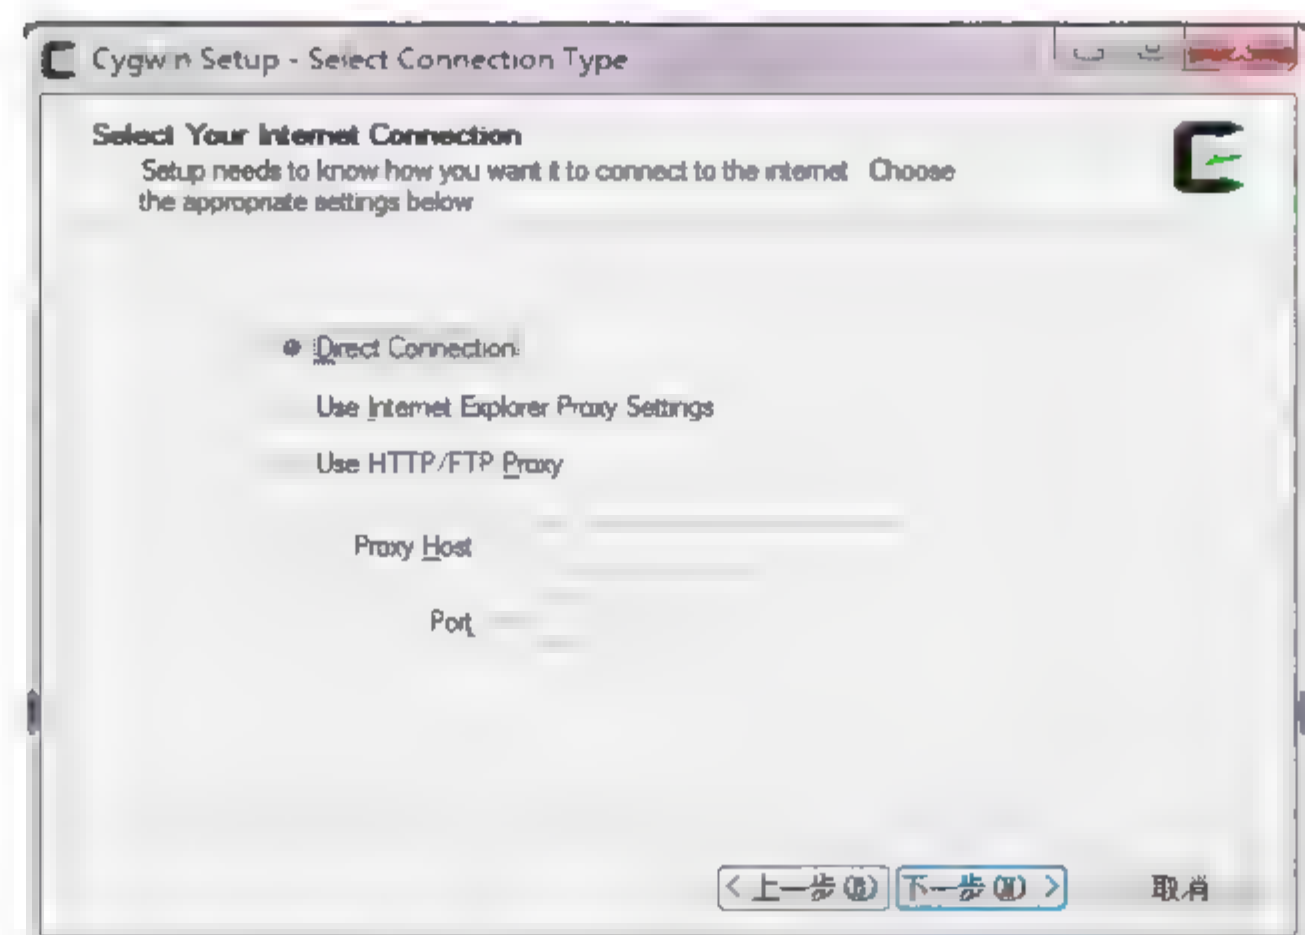 Cygwin Setup - Select Connection Type
Select Your Internet Connection
Setup needs to know how you want it to connect to the internet Choose
the appropriate settings below
Direct Connection
Use Internet Explorer Proxy Settings
Use HTTP/FTP Proxy
Proxy Host
Port
< 上一步(B) 下一步(N) > 取消